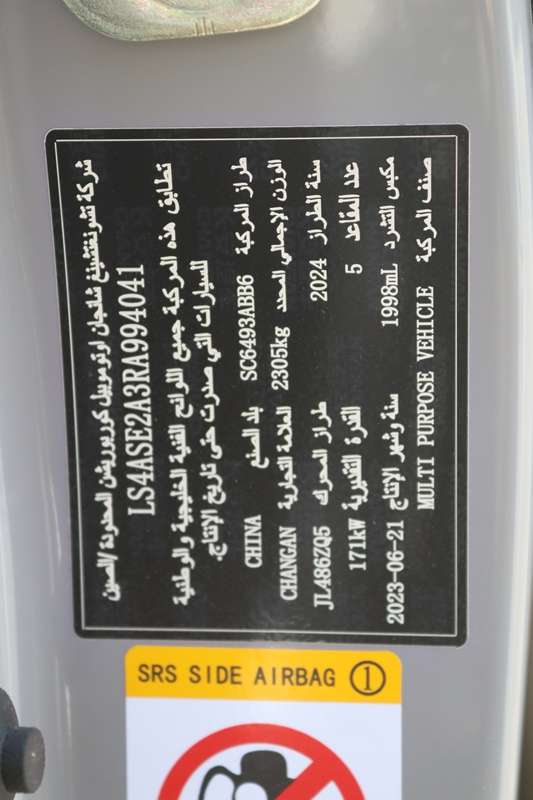 شركة تشونغتشينغ شانجان اوتوموبيل كوربوريشن المحدودة /الصين
LS4ASE2A3RA994041
تطابق هذه المركبة جميع اللوائح الفنية الخليجية والوطنية
للسيارات التي صدرت حتى تاريخ الإنتاج.
طراز المركبة SC6493ABB6 بلد الصنع CHINA
الوزن الإجمالي المحدد 2305kg العلامة التجارية CHANGAN
سنة الطراز 2024 طراز المحرك JL486ZQ5
عدد المقاعد 5 القدرة التقديرية 171kW
مكبس التشرد 1998mL سنة وشهر الإنتاج 2023-06-21
صنف المركبة MULTI PURPOSE VEHICLE
SRS SIDE AIRBAG 1